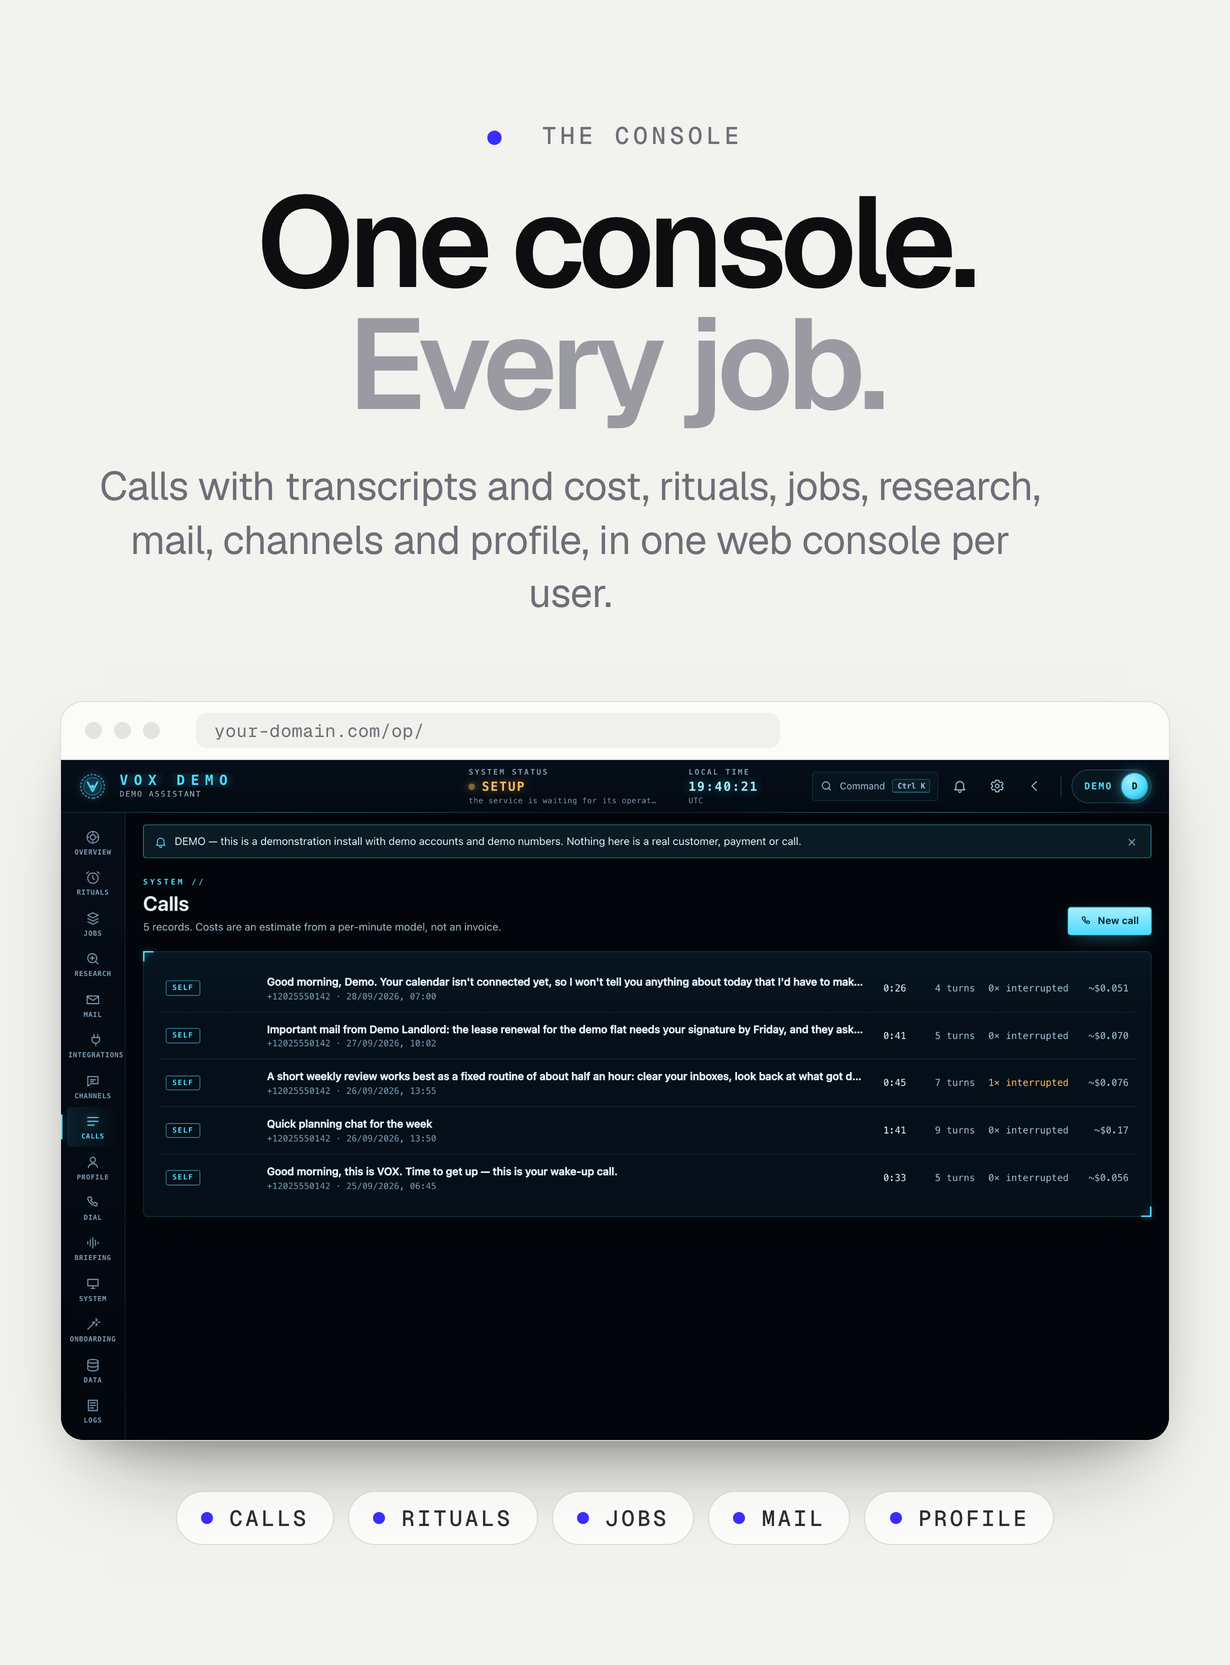 THE CONSOLE
One console.
Every job.
Calls with transcripts and cost, rituals, jobs, research,
mail, channels and profile, in one web console per
user.
your-domain.com/op/
VOX DEMO
DEMO ASSISTANT
SYSTEM STATUS
SETUP
the service is waiting for its operat…
LOCAL TIME
19:40:21
UTC
Command Ctrl K
DEMO D
OVERVIEW
RITUALS
JOBS
RESEARCH
MAIL
INTEGRATIONS
CHANNELS
CALLS
PROFILE
DIAL
BRIEFING
SYSTEM
ONBOARDING
DATA
LOGS
DEMO — this is a demonstration install with demo accounts and demo numbers. Nothing here is a real customer, payment or call.
SYSTEM //
Calls
5 records. Costs are an estimate from a per-minute model, not an invoice.
New call
SELF Good morning, Demo. Your calendar isn't connected yet, so I won't tell you anything about today that I'd have to mak… 0:26 4 turns 0× interrupted ~$0.051
+12025550142 · 28/09/2026, 07:00
SELF Important mail from Demo Landlord: the lease renewal for the demo flat needs your signature by Friday, and they ask… 0:41 5 turns 0× interrupted ~$0.070
+12025550142 · 27/09/2026, 10:02
SELF A short weekly review works best as a fixed routine of about half an hour: clear your inboxes, look back at what got d… 0:45 7 turns 1× interrupted ~$0.076
+12025550142 · 26/09/2026, 13:55
SELF Quick planning chat for the week 1:41 9 turns 0× interrupted ~$0.17
+12025550142 · 26/09/2026, 13:50
SELF Good morning, this is VOX. Time to get up — this is your wake-up call. 0:33 5 turns 0× interrupted ~$0.056
+12025550142 · 25/09/2026, 06:45
CALLS
RITUALS
JOBS
MAIL
PROFILE